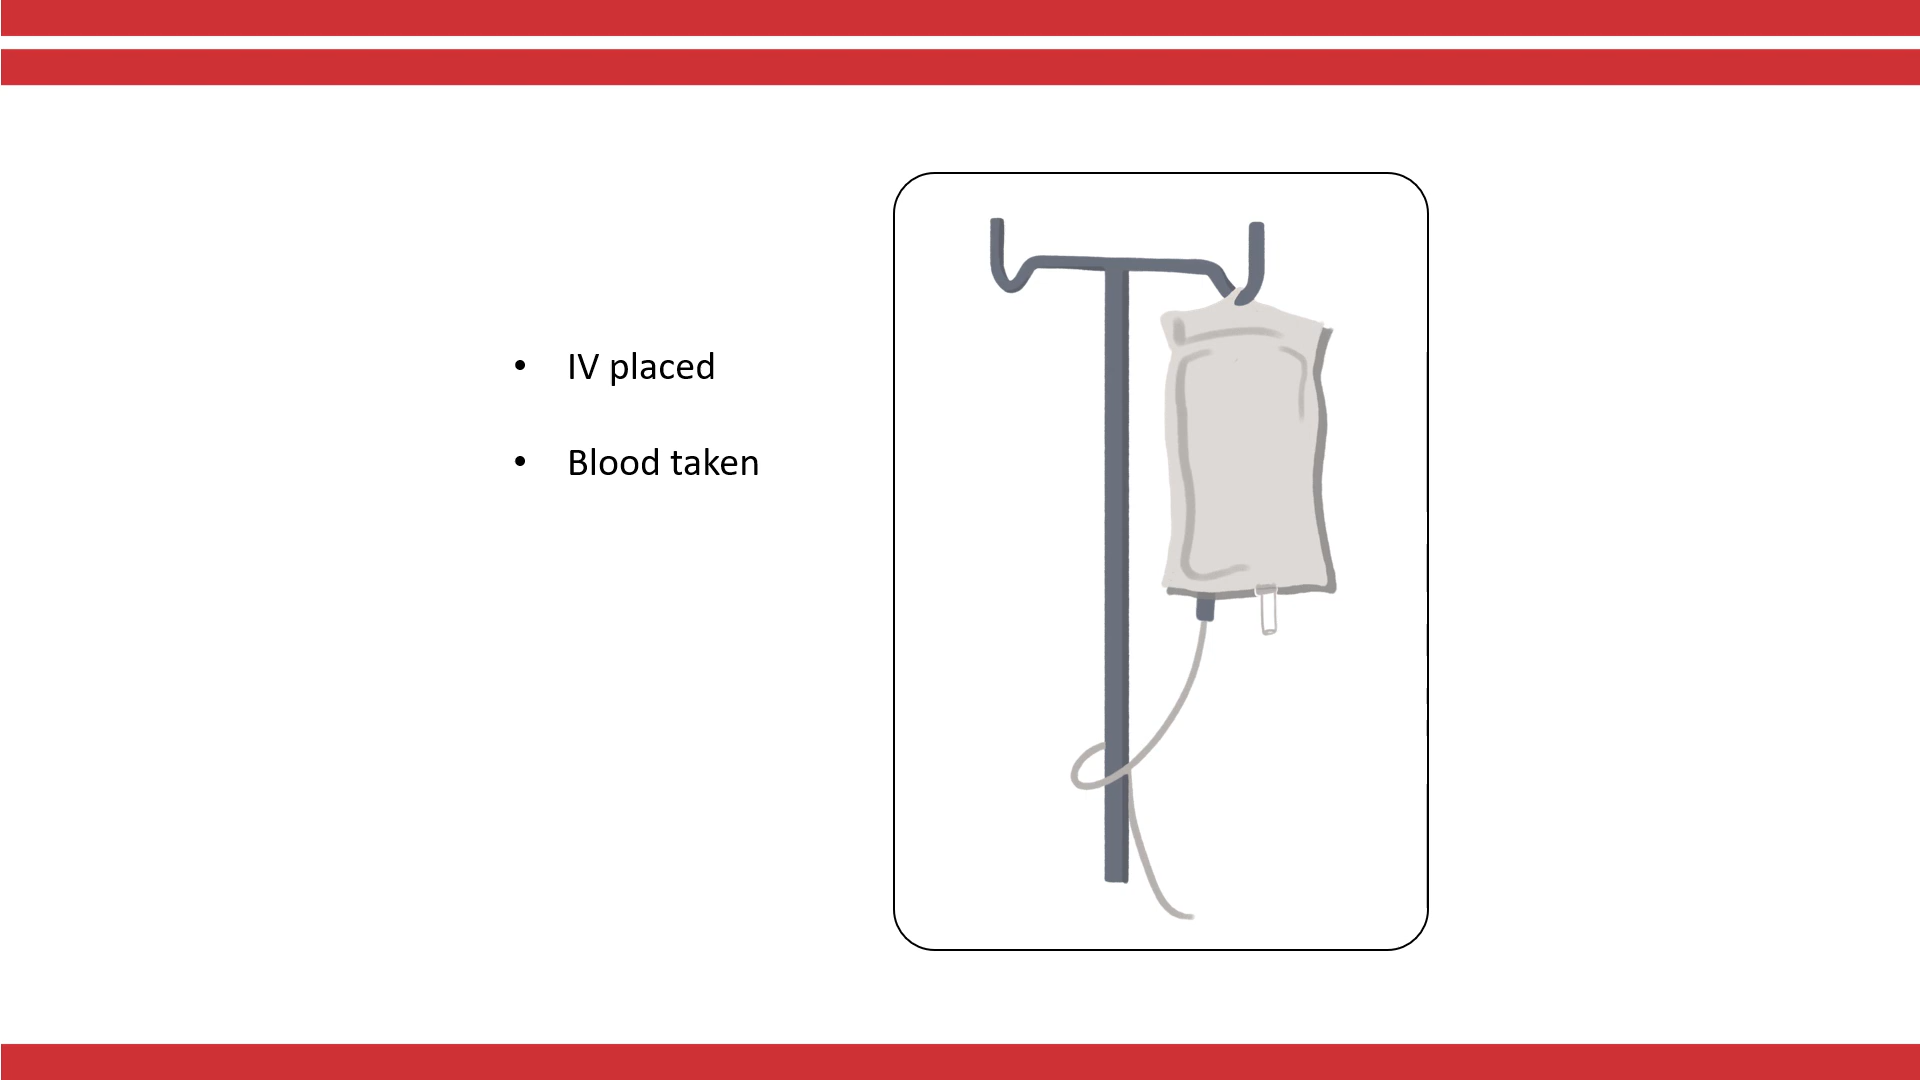 • IV placed
• Blood taken